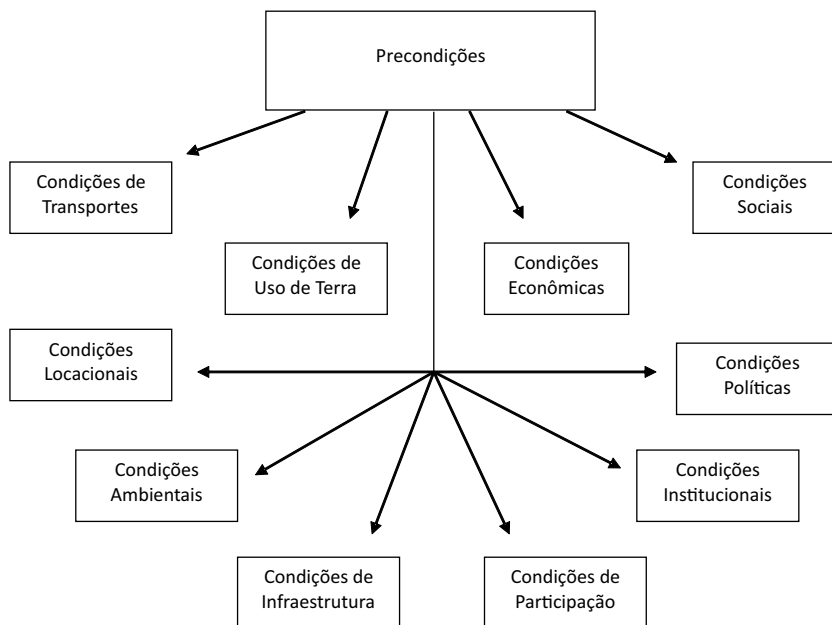 Precondições
Condições de
Transportes
Condições
Sociais
Condições de
Uso de Terra
Condições
Econômicas
Condições
Locacionais
Condições
Políticas
Condições
Ambientais
Condições
Institucionais
Condições de
Infraestrutura
Condições de
Participação